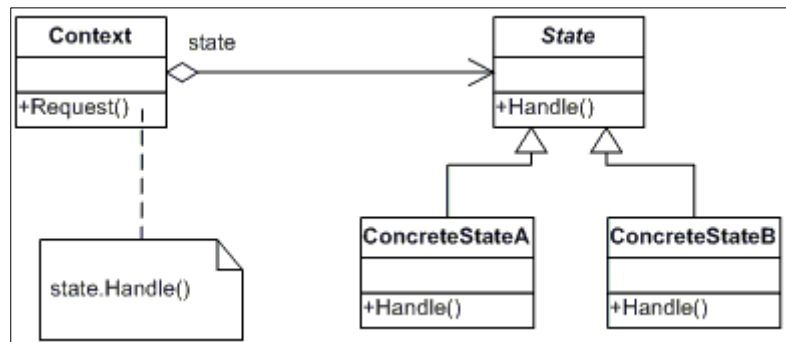 Context
state
State
+Request()
+Handle()
state.Handle()
ConcreteStateA
+Handle()
ConcreteStateB
+Handle()